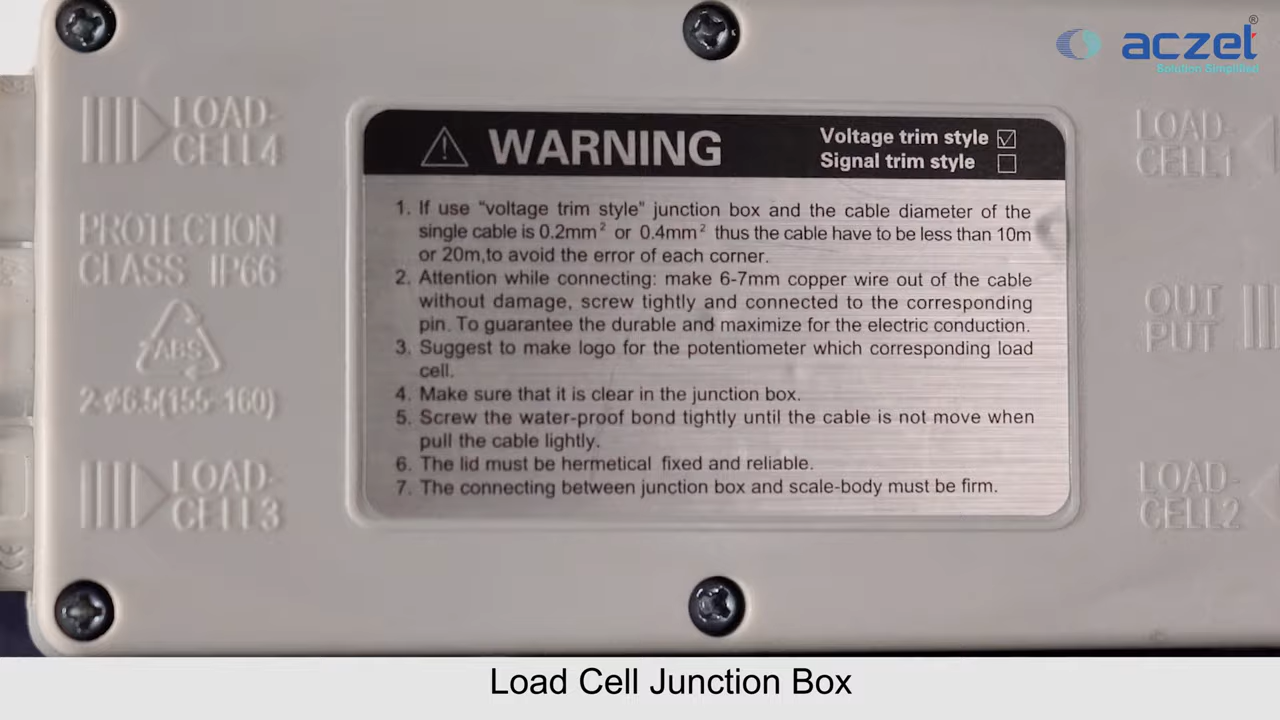 aczet®
Solution Simplified
LOAD-
CELL4
PROTECTION
CLASS IP66
ABS
2-φ6.5(155-160)
LOAD-
CELL3
WARNING
Voltage trim style
Signal trim style
1. If use "voltage trim style" junction box and the cable diameter of the
single cable is 0.2mm² or 0.4mm² thus the cable have to be less than 10m
or 20m,to avoid the error of each corner.
2. Attention while connecting: make 6-7mm copper wire out of the cable
without damage, screw tightly and connected to the corresponding
pin. To guarantee the durable and maximize for the electric conduction.
3. Suggest to make logo for the potentiometer which corresponding load
cell.
4. Make sure that it is clear in the junction box.
5. Screw the water-proof bond tightly until the cable is not move when
pull the cable lightly.
6. The lid must be hermetical fixed and reliable.
7. The connecting between junction box and scale-body must be firm.
LOAD-
CELL1
OUT
PUT
LOAD-
CELL2
CE
Load Cell Junction Box